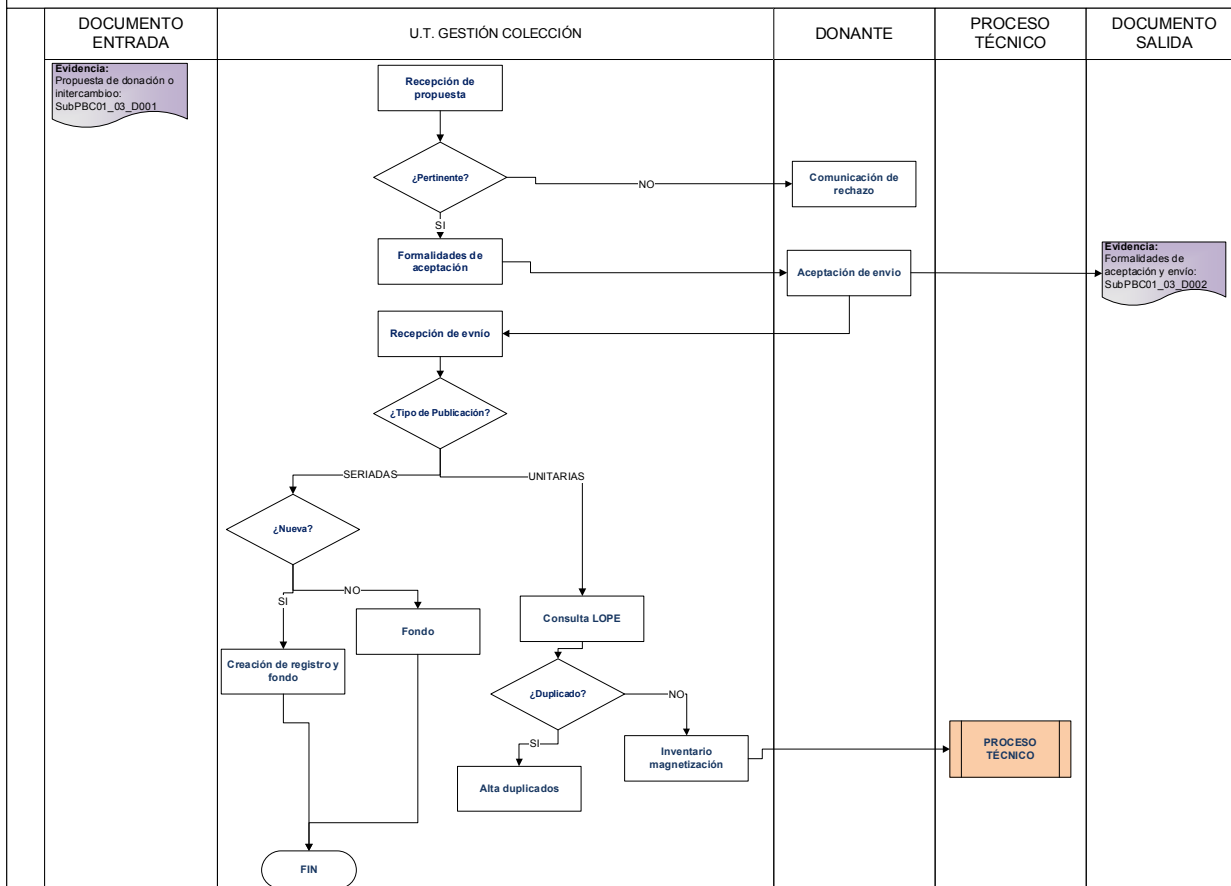 DOCUMENTO
ENTRADA
U.T. GESTIÓN COLECCIÓN
DONANTE
PROCESO
TÉCNICO
DOCUMENTO
SALIDA
Evidencia:
Propuesta de donación o
initercambioo:
SubPBC01_03_D001
Recepción de
propuesta
¿Pertinente?
NO
Comunicación de
rechazo
SI
Formalidades de
aceptación
Aceptación de envio
Evidencia:
Formalidades de
aceptación y envío:
SubPBC01_03_D002
Recepción de evnío
¿Tipo de Publicación?
SERIADAS
UNITARIAS
¿Nueva?
NO
SI
Fondo
Consulta LOPE
Creación de registro y
fondo
¿Duplicado?
NO
SI
Inventario
magnetización
PROCESO
TÉCNICO
Alta duplicados
FIN